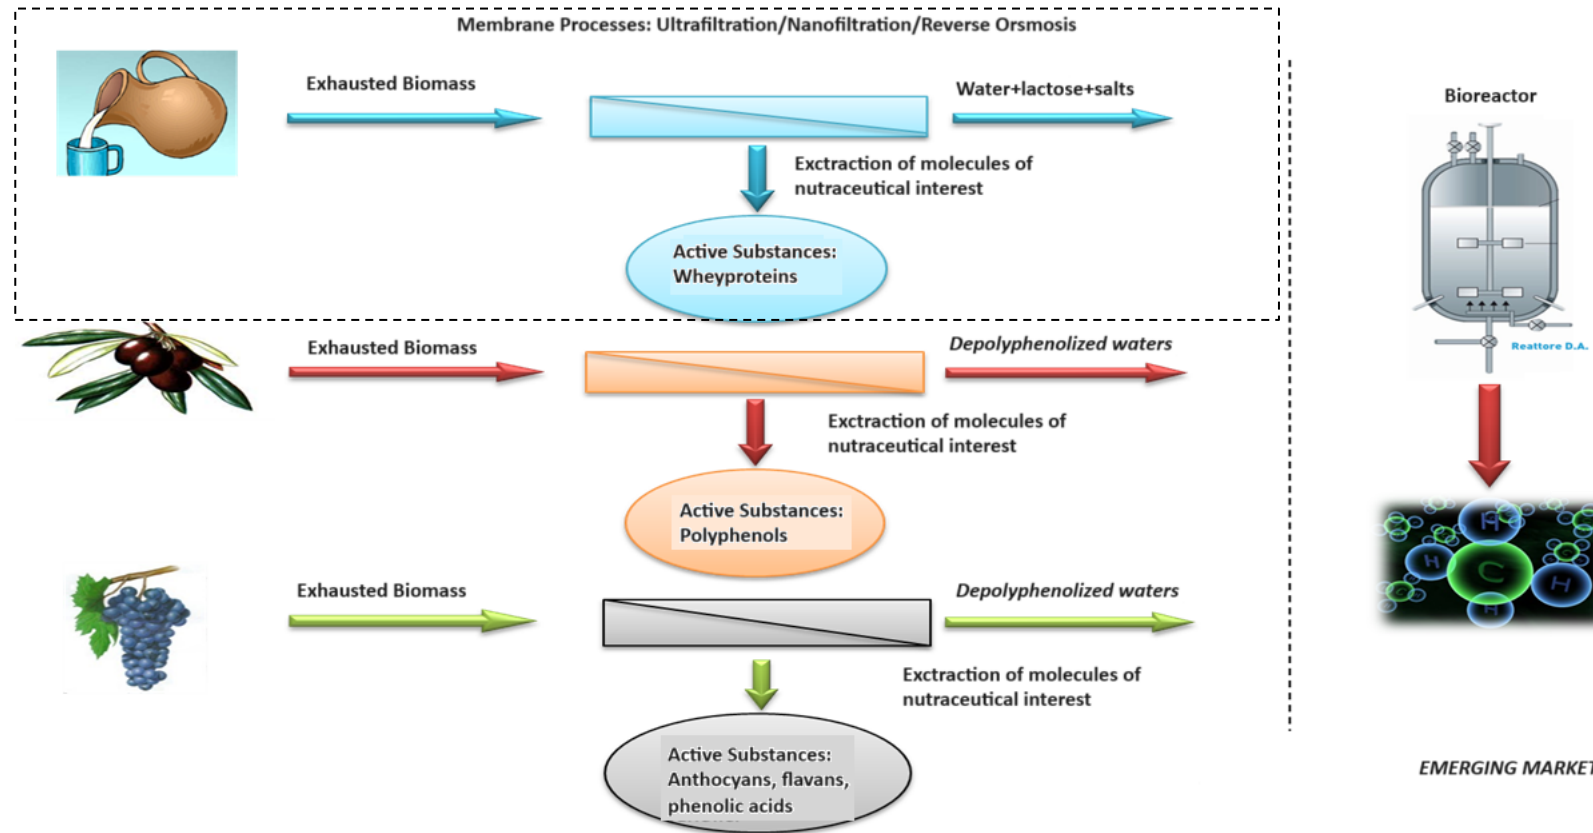 Membrane Processes: Ultrafiltration/Nanofiltration/Reverse Orsmosis
Exhausted Biomass
Water+lactose+salts
Exctraction of molecules of
nutraceutical interest
Active Substances:
Wheyproteins
Exhausted Biomass
Depolyphenolized waters
Exctraction of molecules of
nutraceutical interest
Active Substances:
Polyphenols
Exhausted Biomass
Depolyphenolized waters
Exctraction of molecules of
nutraceutical interest
Active Substances:
Anthocyans, flavans,
phenolic acids
Bioreactor
Reattore D.A.
H
H
C
H
H
EMERGING MARKET